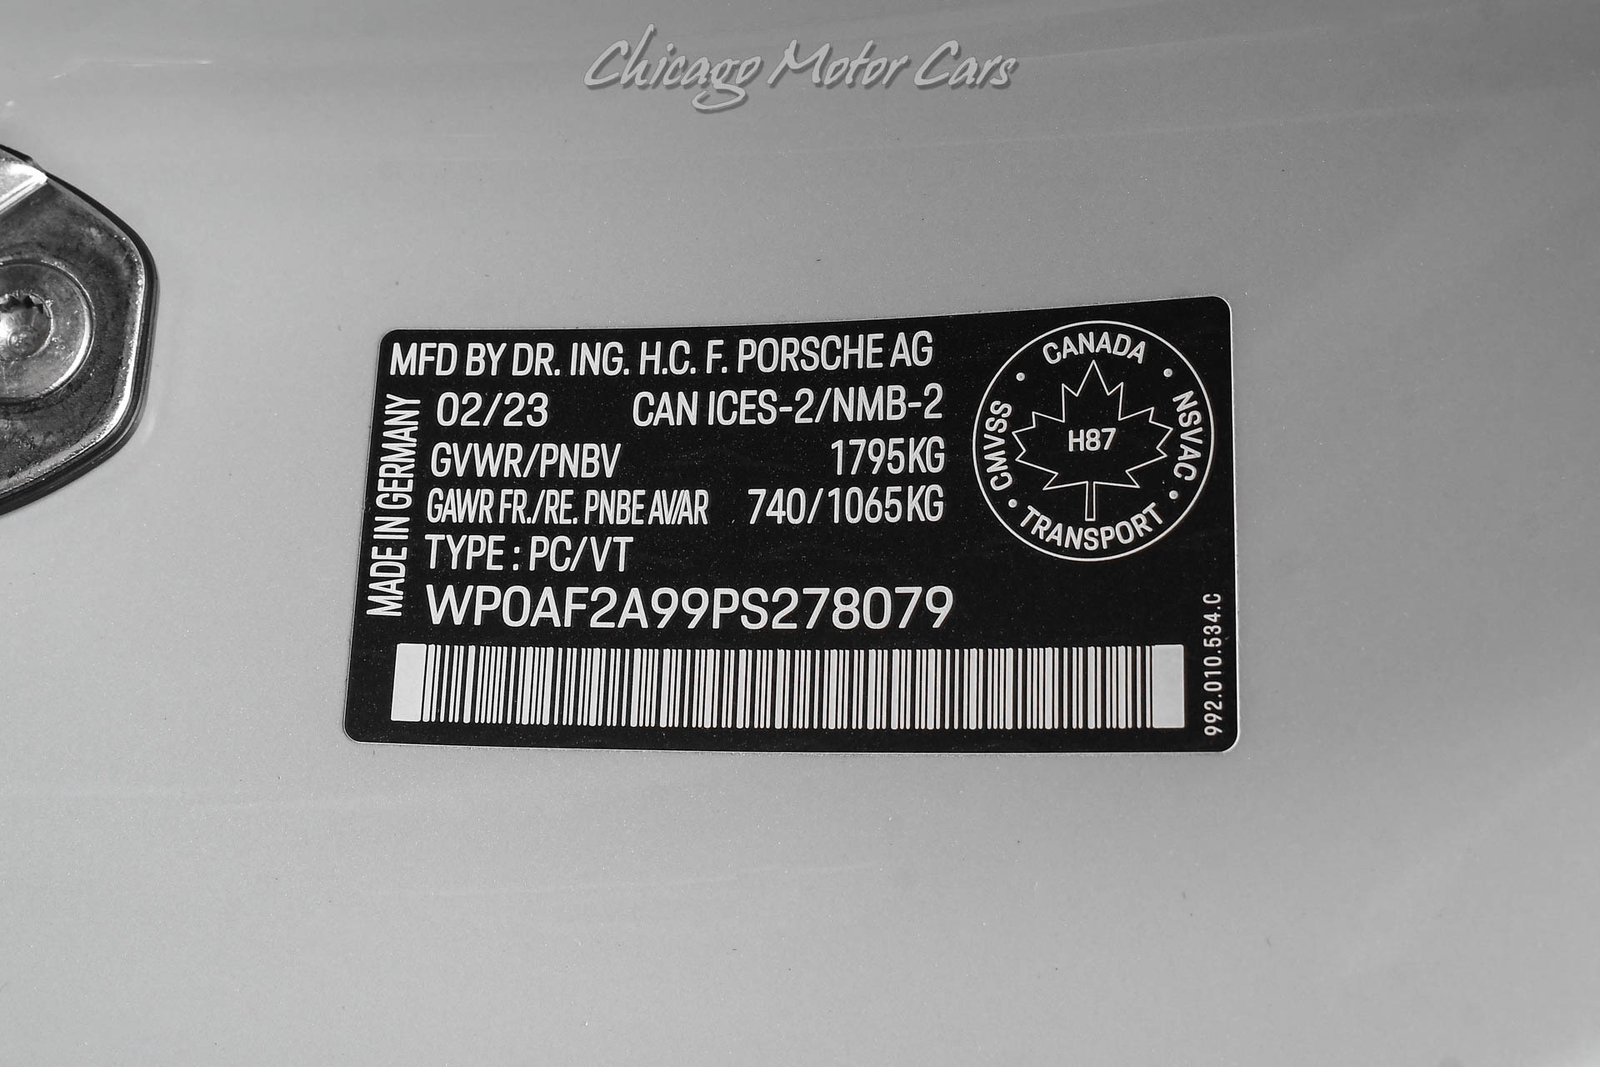 Chicago Motor Cars
MFD BY DR. ING. H.C. F. PORSCHE AG
02/23 CAN ICES-2/NMB-2
GVWR/PNBV 1795KG
GAWR FR./RE. PNBE AV/AR 740/1065KG
TYPE : PC/VT
WP0AF2A99PS278079
MADE IN GERMANY
CANADA
CMVSS
NSVAC
H87
TRANSPORT
992.010.534.C